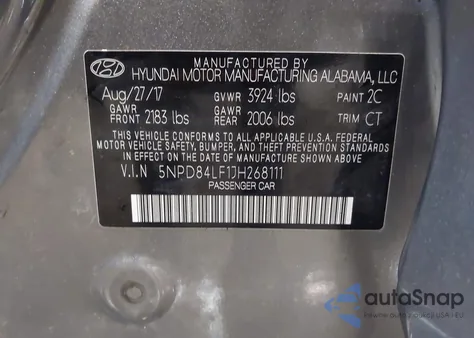 MANUFACTURED BY
HYUNDAI MOTOR MANUFACTURING ALABAMA, LLC
Aug/27/17 GVWR 3924 lbs PAINT 2C
GAWR FRONT 2183 lbs GAWR REAR 2006 lbs TRIM CT
THIS VEHICLE CONFORMS TO ALL APPLICABLE U.S.A. FEDERAL
MOTOR VEHICLE SAFETY, BUMPER, AND THEFT PREVENTION STANDARDS
IN EFFECT ON THE DATE OF MANUFACTURE SHOWN ABOVE.
V.I.N 5NPD84LF1JH268111
PASSENGER CAR
autoSnap